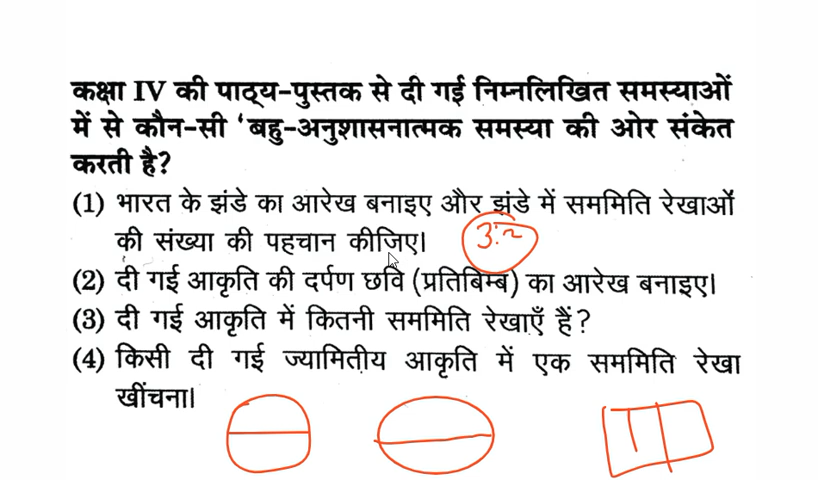 कक्षा IV की पाठ्य-पुस्तक से दी गई निम्नलिखित समस्याओं
में से कौन-सी ‘बहु-अनुशासनात्मक समस्या की ओर संकेत
करती है?
(1) भारत के झंडे का आरेख बनाइए और झंडे में सममिति रेखाओं
की संख्या की पहचान कीजिए।
3:2
(2) दी गई आकृति की दर्पण छवि (प्रतिबिम्ब) का आरेख बनाइए।
(3) दी गई आकृति में कितनी सममिति रेखाएँ हैं?
(4) किसी दी गई ज्यामितीय आकृति में एक सममिति रेखा
खींचना।